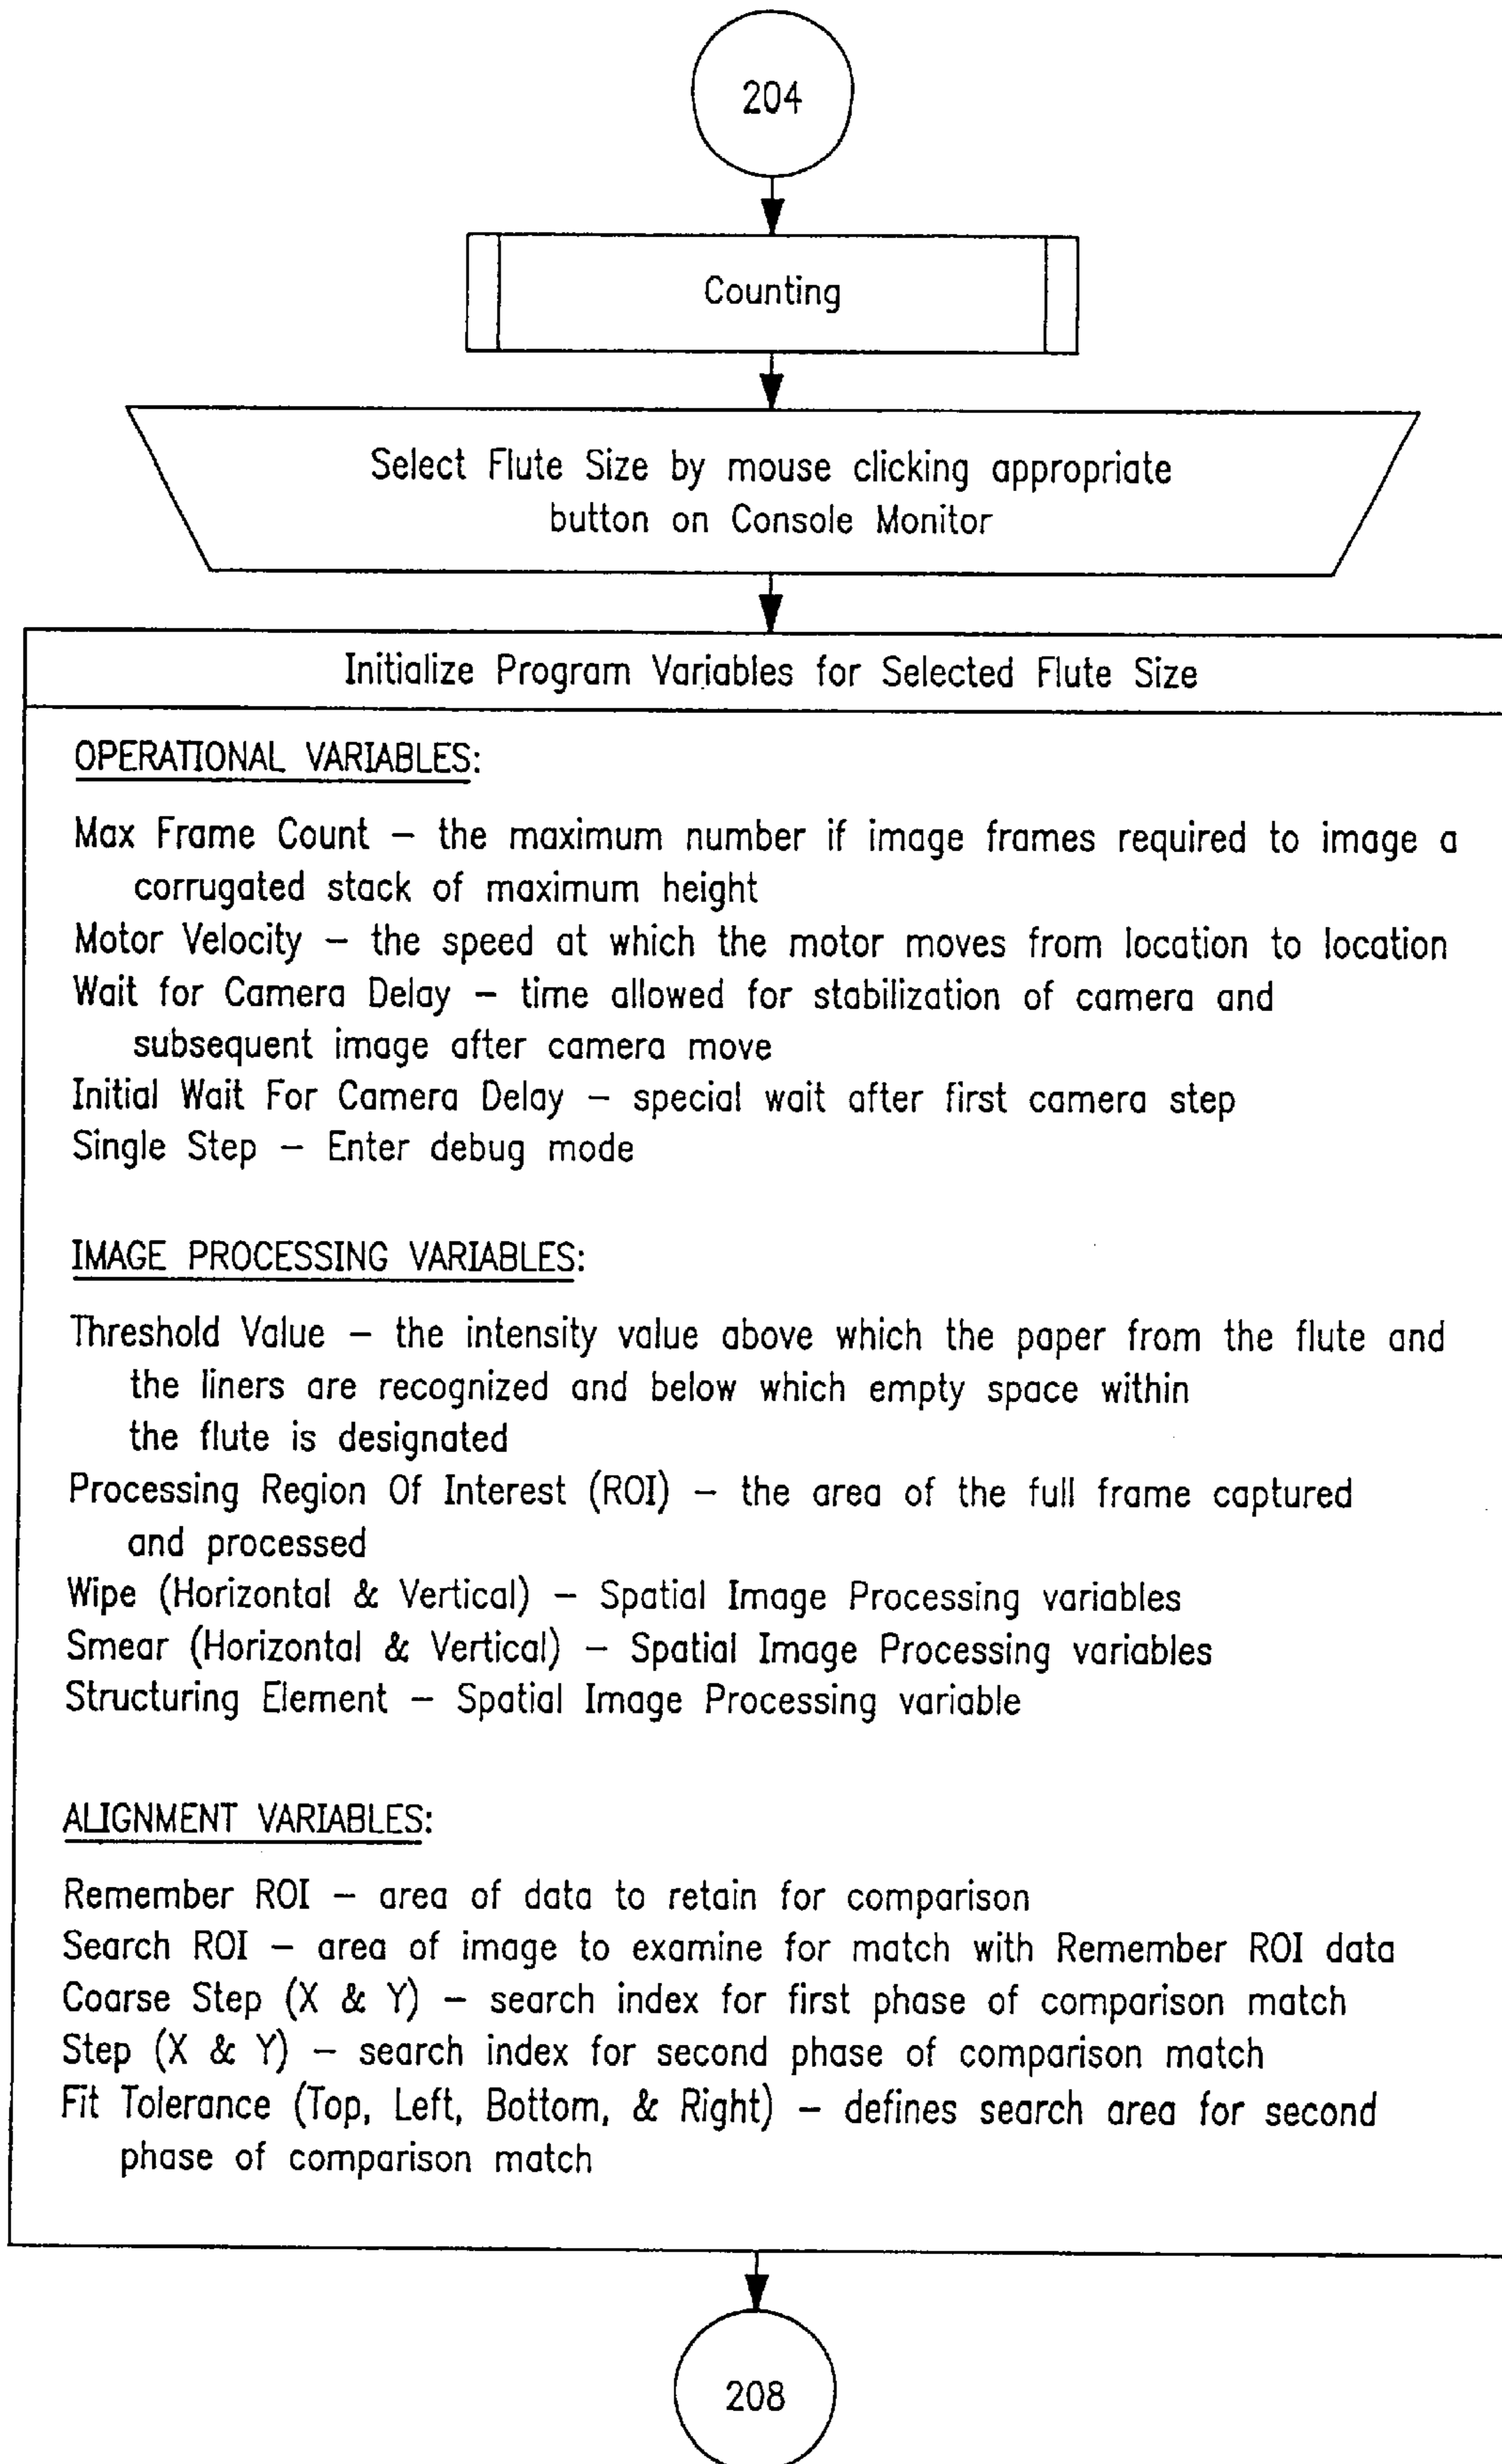 204
Counting
Select Flute Size by mouse clicking appropriate
button on Console Monitor
Initialize Program Variables for Selected Flute Size
OPERATIONAL VARIABLES:
Max Frame Count – the maximum number if image frames required to image a
corrugated stack of maximum height
Motor Velocity – the speed at which the motor moves from location to location
Wait for Camera Delay – time allowed for stabilization of camera and
subsequent image after camera move
Initial Wait For Camera Delay – special wait after first camera step
Single Step – Enter debug mode
IMAGE PROCESSING VARIABLES:
Threshold Value – the intensity value above which the paper from the flute and
the liners are recognized and below which empty space within
the flute is designated
Processing Region Of Interest (ROI) – the area of the full frame captured
and processed
Wipe (Horizontal & Vertical) – Spatial Image Processing variables
Smear (Horizontal & Vertical) – Spatial Image Processing variables
Structuring Element – Spatial Image Processing variable
ALIGNMENT VARIABLES:
Remember ROI – area of data to retain for comparison
Search ROI – area of image to examine for match with Remember ROI data
Coarse Step (X & Y) – search index for first phase of comparison match
Step (X & Y) – search index for second phase of comparison match
Fit Tolerance (Top, Left, Bottom, & Right) – defines search area for second
phase of comparison match
208